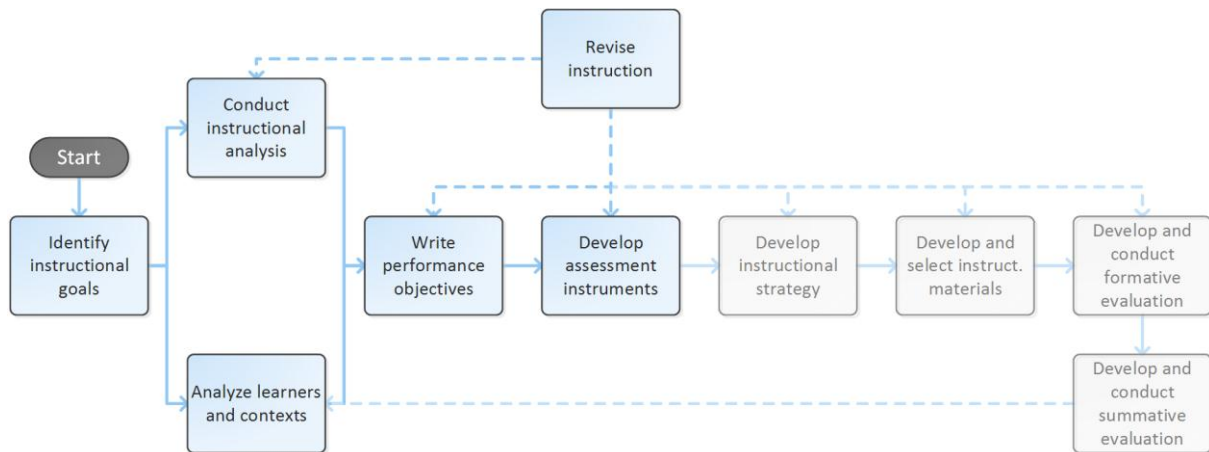 Revise
instruction
Conduct
instructional
analysis
Start
Identify
instructional
goals
Write
performance
objectives
Develop
assessment
instruments
Develop
instructional
strategy
Develop and
select instruct.
materials
Develop and
conduct
formative
evaluation
Analyze learners
and contexts
Develop and
conduct
summative
evaluation